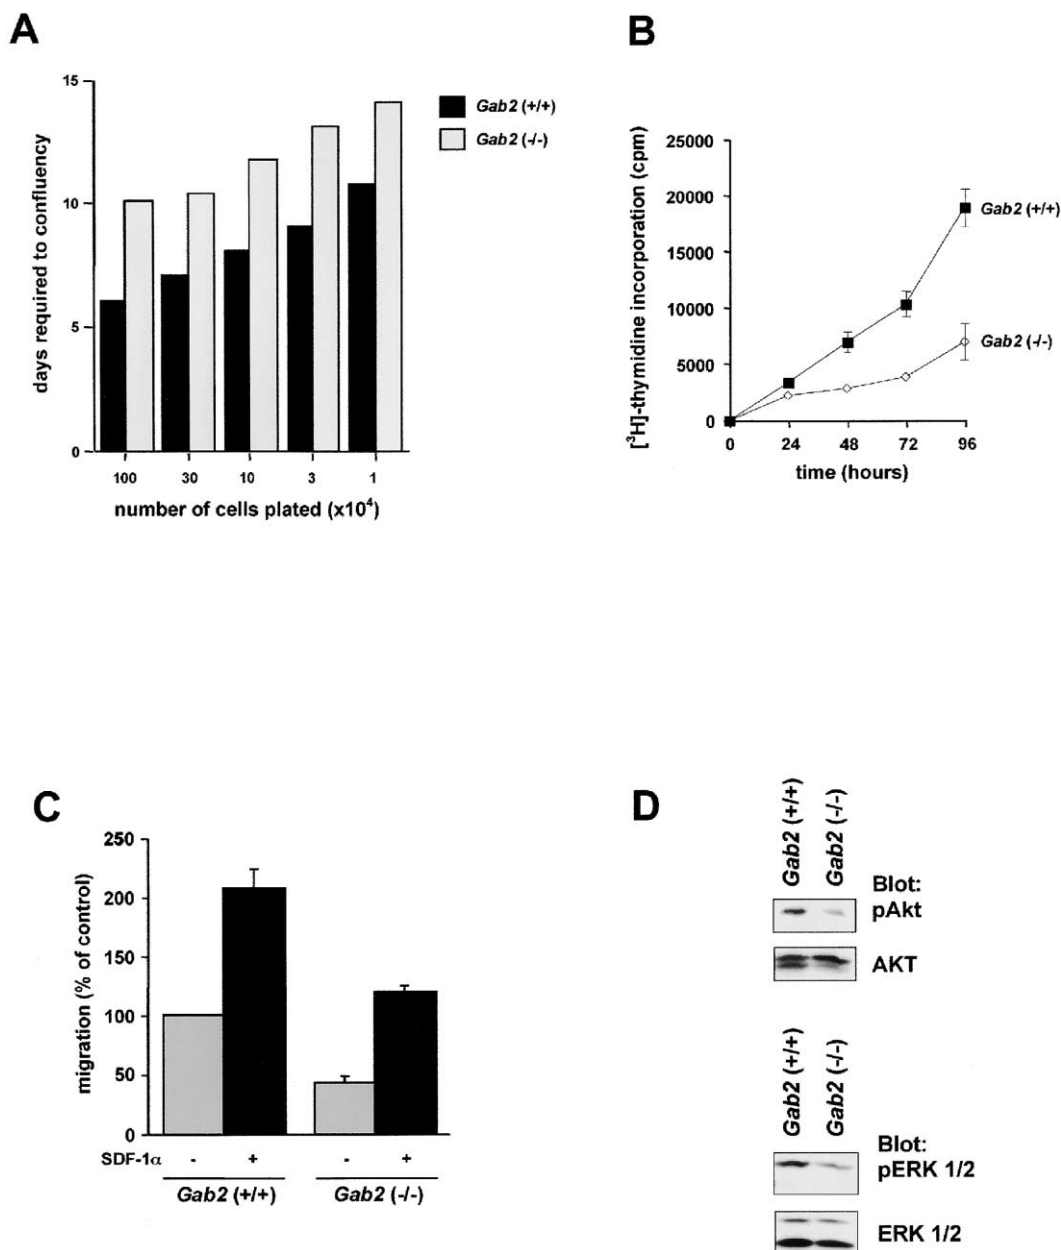 A
15
10
5
0
days required to confluency
Gab2 (+/+)
Gab2 (-/-)
100 30 10 3 1
number of cells plated (x10⁴)
B
25000
20000
15000
10000
5000
0
[³H]-thymidine incorporation (cpm)
Gab2 (+/+)
Gab2 (-/-)
0 24 48 72 96
time (hours)
C
250
200
150
100
50
0
migration (% of control)
SDF-1α - + - +
Gab2 (+/+) Gab2 (-/-)
D
Gab2 (+/+)
Gab2 (-/-)
Blot:
pAkt
AKT
Gab2 (+/+)
Gab2 (-/-)
Blot:
pERK 1/2
ERK 1/2